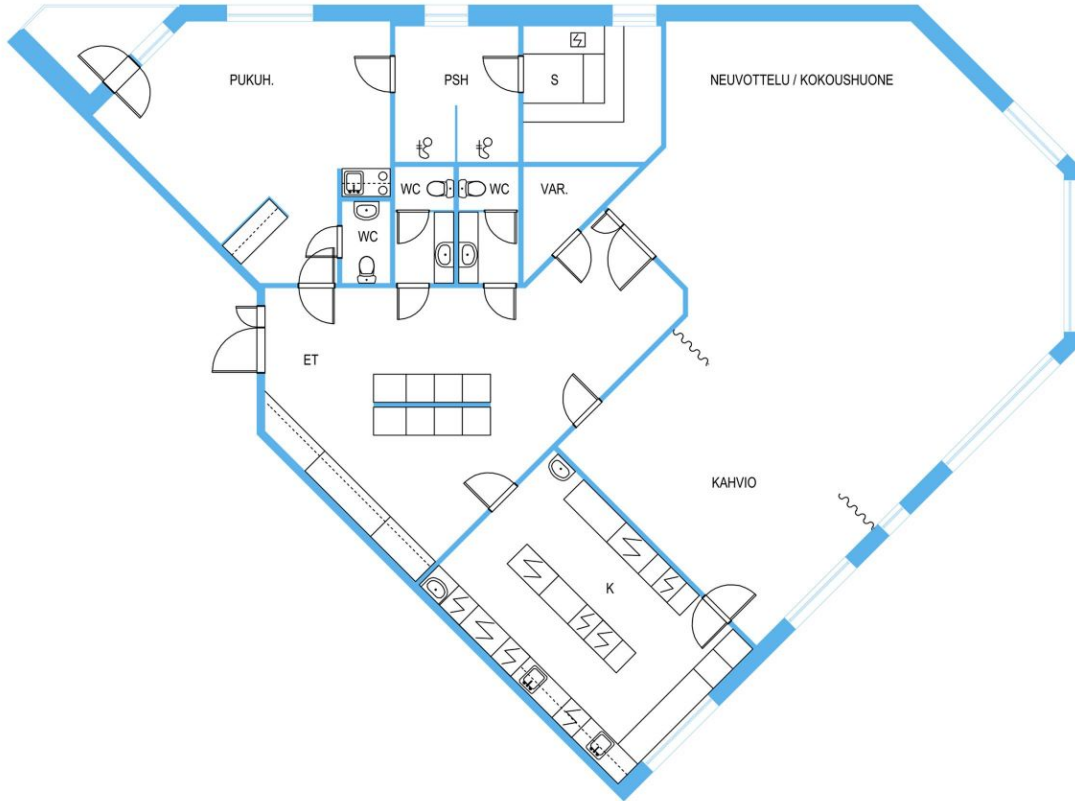 PUKUH.
PSH
S
NEUVOTTELU / KOKOUSHUONE
WC
WC
VAR.
WC
ET
KAHVIO
K